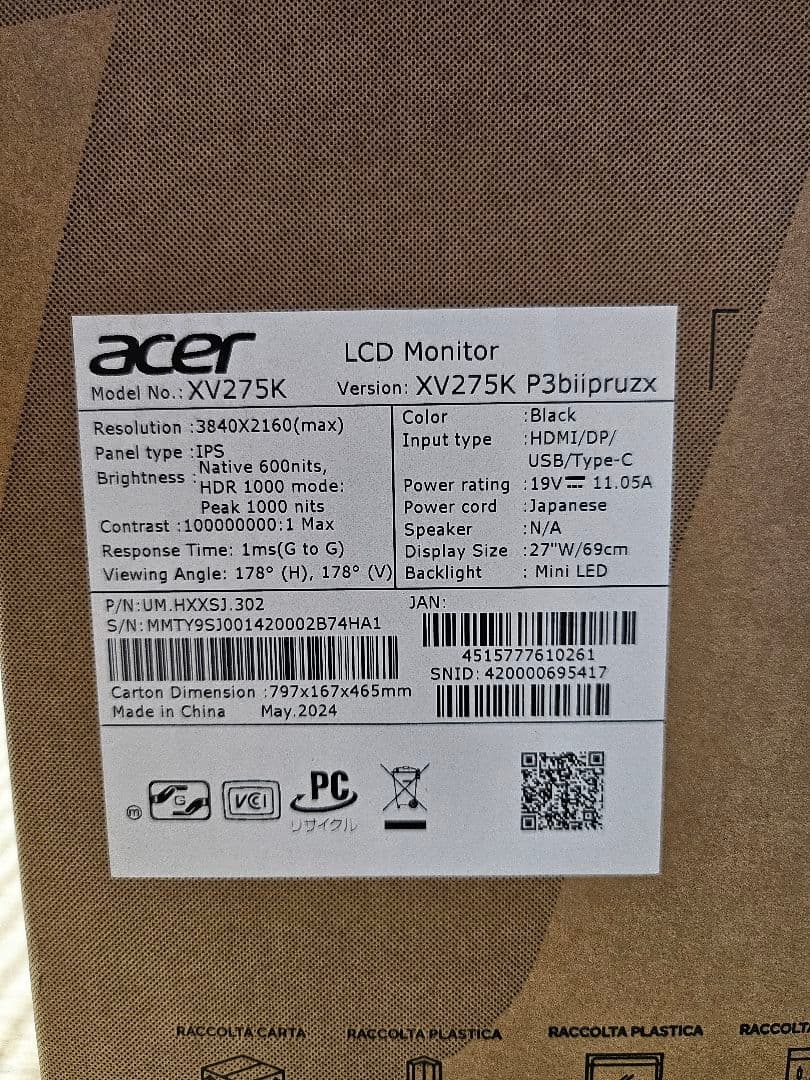 acer
LCD Monitor
Model No.: XV275K
Version: XV275K P3biipruzx
Resolution :3840X2160(max)
Panel type :IPS
Brightness :Native 600nits,
HDR 1000 mode:
Peak 1000 nits
Contrast :100000000:1 Max
Response Time: 1ms(G to G)
Viewing Angle: 178° (H), 178° (V)
Color :Black
Input type :HDMI/DP/
USB/Type-C
Power rating :19V⎓ 11.05A
Power cord :Japanese
Speaker :N/A
Display Size :27"W/69cm
Backlight : Mini LED
P/N:UM.HXXSJ.302
S/N:MMTY9SJ001420002B74HA1
Carton Dimension :797x167x465mm
Made in China May.2024
JAN:
4515777610261
SNID: 420000695417
m
G
VCCI
PC
リサイクル
RACCOLTA CARTA
RACCOLTA PLASTICA
RACCOLTA PLASTICA
RACCOLTA